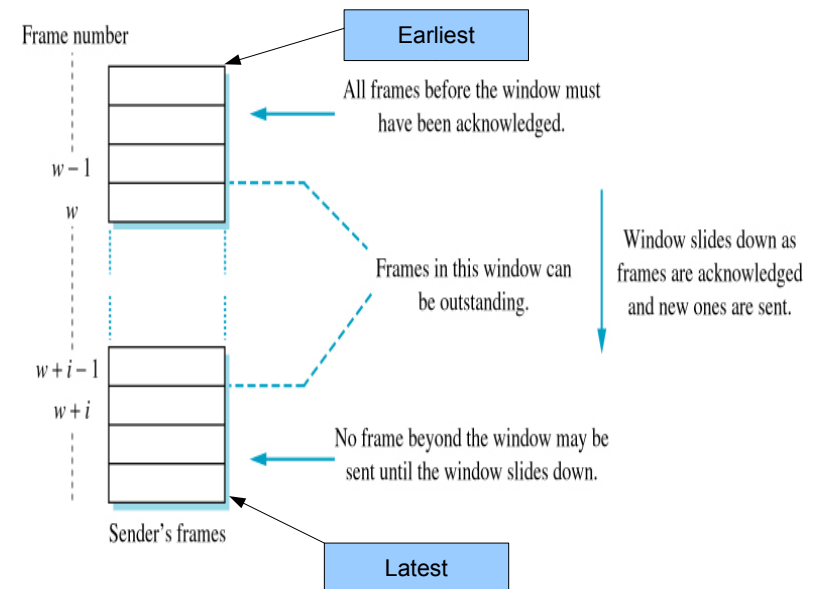 Earliest
Frame number
All frames before the window must
have been acknowledged.
w – 1
w
Window slides down as
frames are acknowledged
and new ones are sent.
Frames in this window can
be outstanding.
w + i – 1
w + i
No frame beyond the window may be
sent until the window slides down.
Sender's frames
Latest